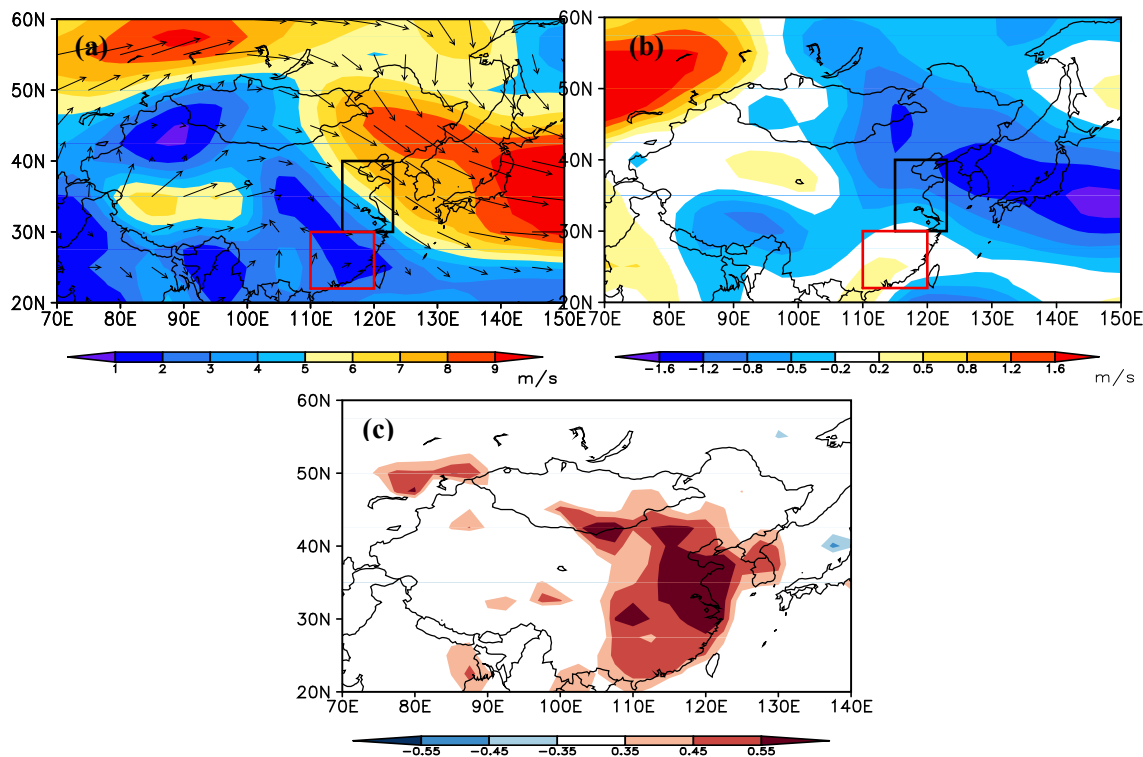 60N
(a)
50N
40N
30N
20N
70E 80E 90E 100E 110E 120E 130E 140E 150E
1 2 3 4 5 6 7 8 9
m/s
60N
(b)
50N
40N
30N
20N
70E 80E 90E 100E 110E 120E 130E 140E 150E
−1.6 −1.2 −0.8 −0.5 −0.2 0.2 0.5 0.8 1.2 1.6
m/s
60N
(c)
50N
40N
30N
20N
70E 80E 90E 100E 110E 120E 130E 140E
−0.55 −0.45 −0.35 0.35 0.45 0.55